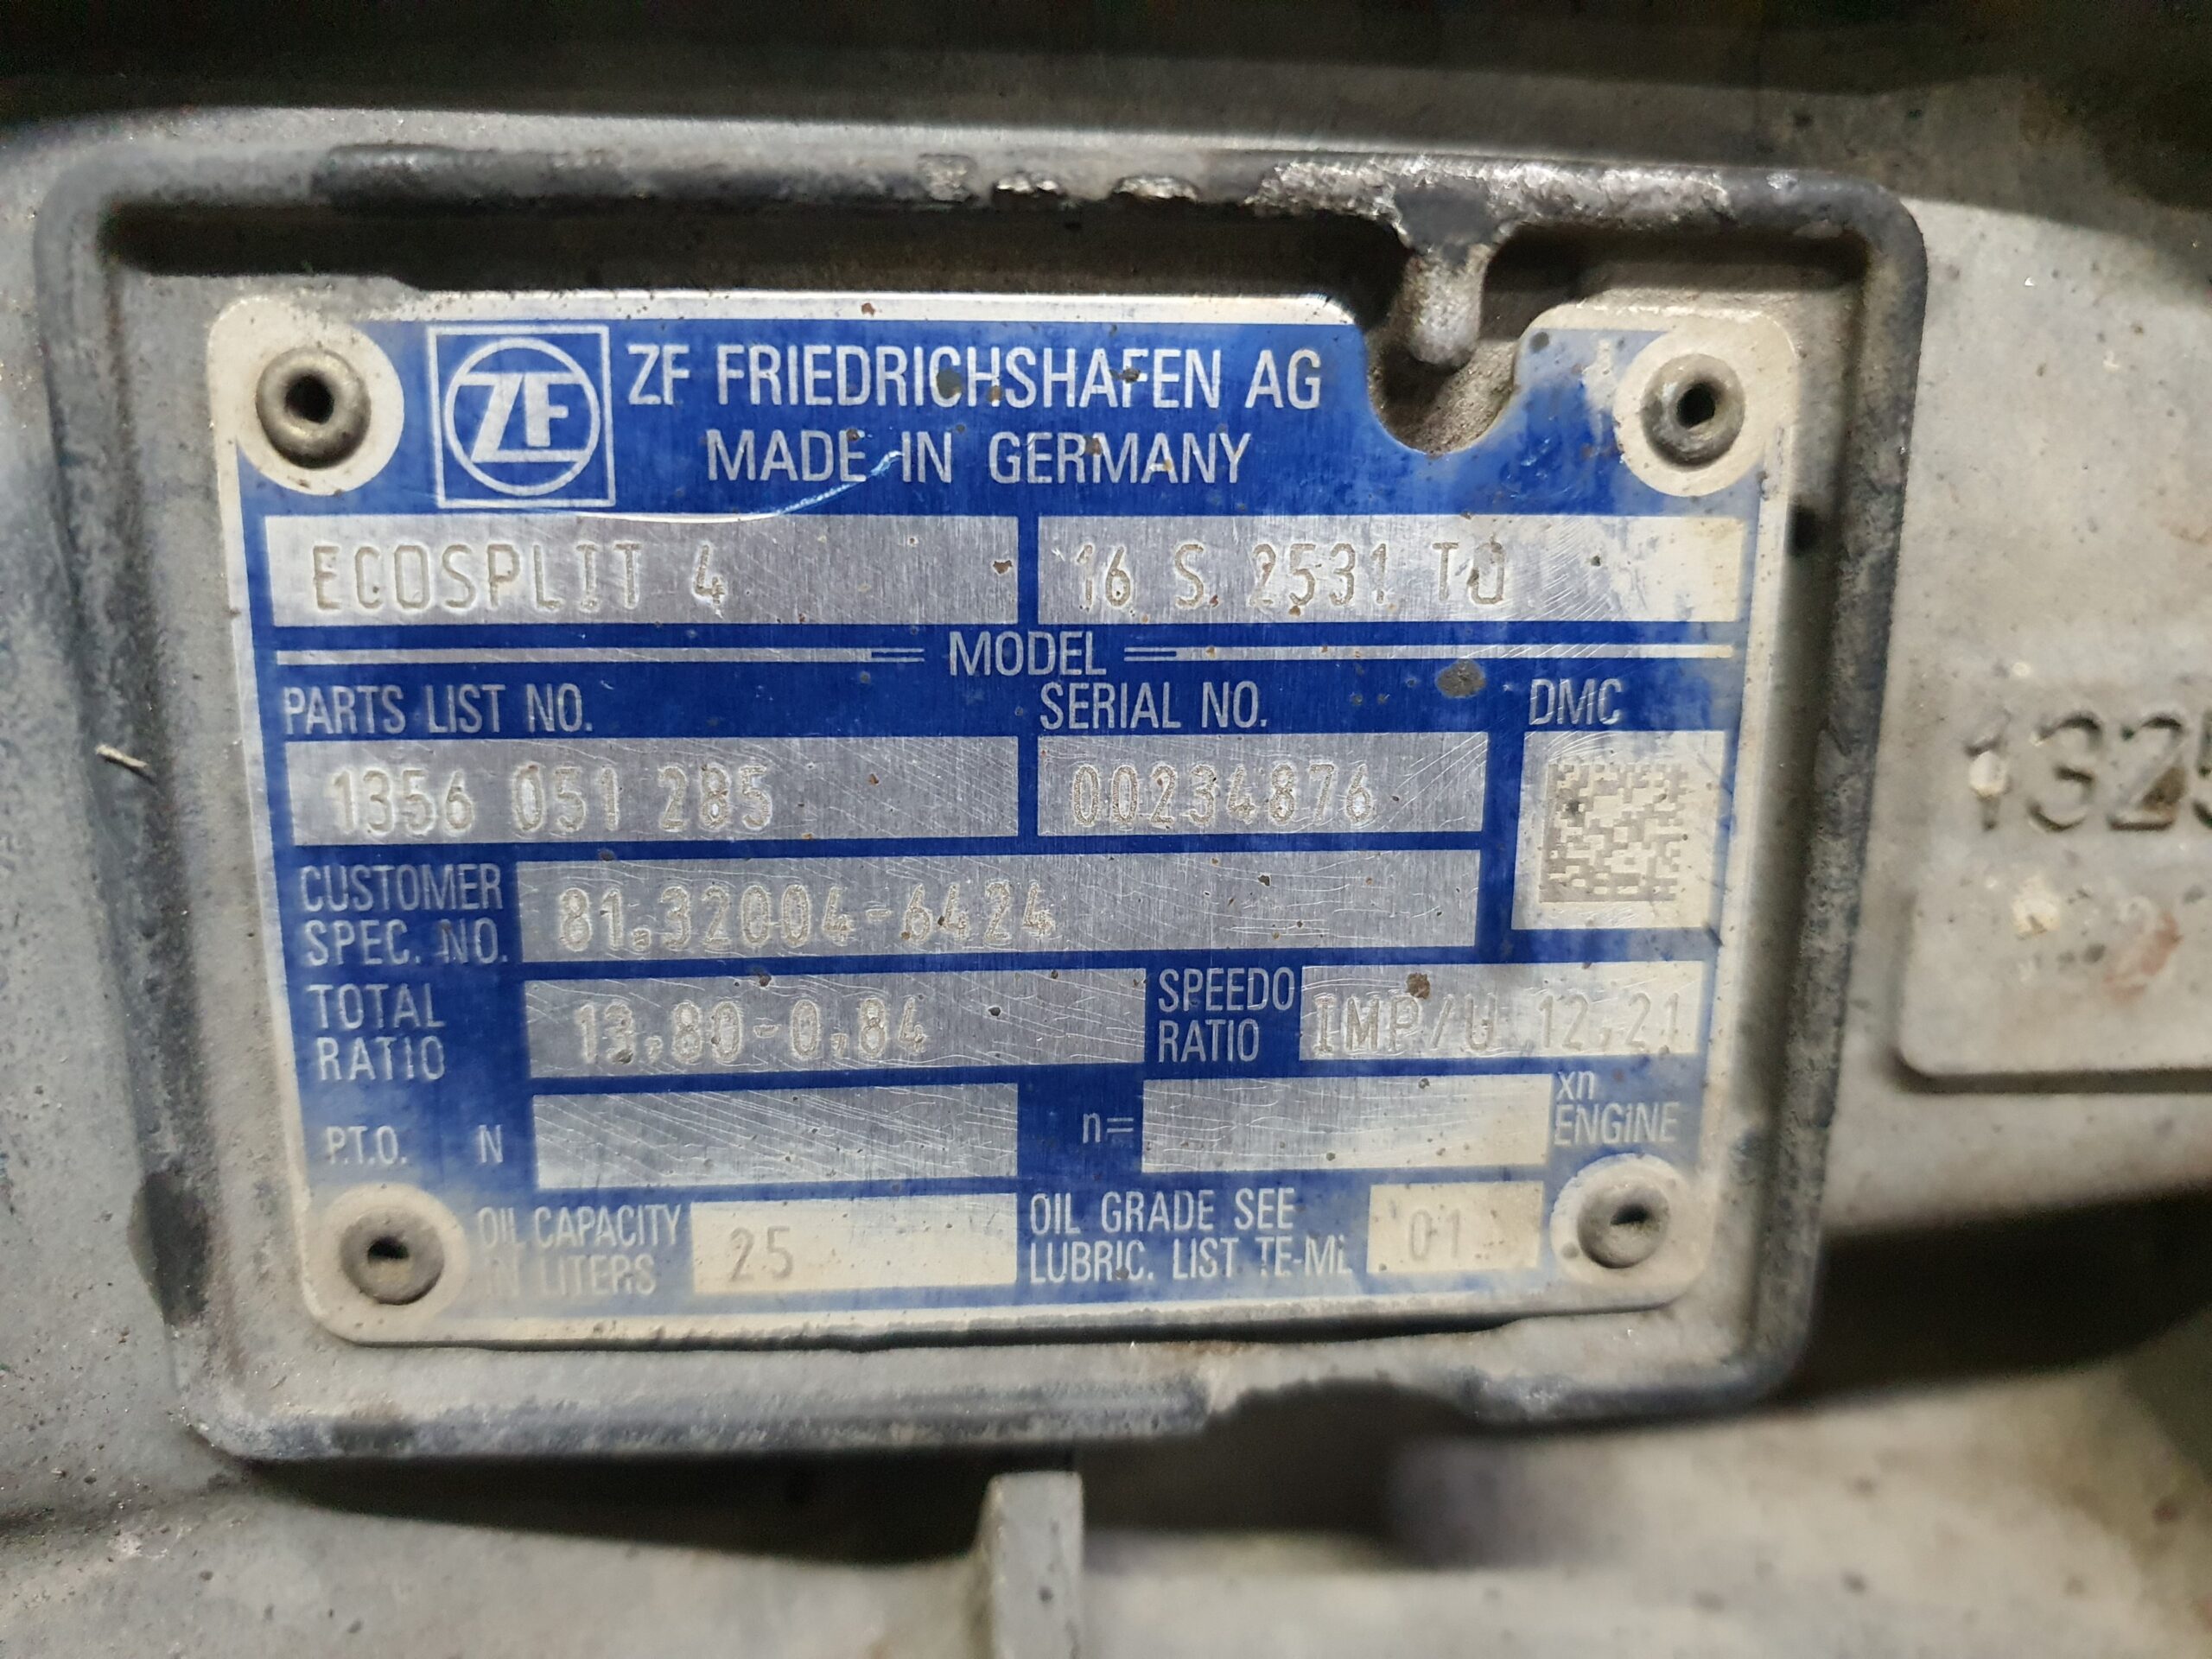 ZF ZF FRIEDRICHSHAFEN AG
MADE IN GERMANY
ECOSPLIT 4 16 S 2531 TO
MODEL
PARTS LIST NO. SERIAL NO. DMC
1356 051 285 00234876
CUSTOMER SPEC. NO. 81.32004-6424
TOTAL RATIO 13,80-0,84 SPEEDO RATIO IMP/U 12,21
P.T.O. N n= xn ENGINE
OIL CAPACITY IN LITERS 25 OIL GRADE SEE LUBRIC. LIST TE-ML 01